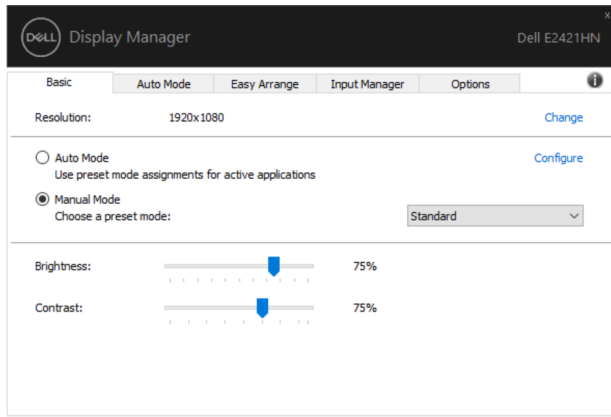 x
DELL Display Manager Dell E2421HN
Basic Auto Mode Easy Arrange Input Manager Options
Resolution: 1920x1080 Change
Auto Mode Configure
Use preset mode assignments for active applications
Manual Mode
Choose a preset mode: Standard
Brightness: 75%
Contrast: 75%